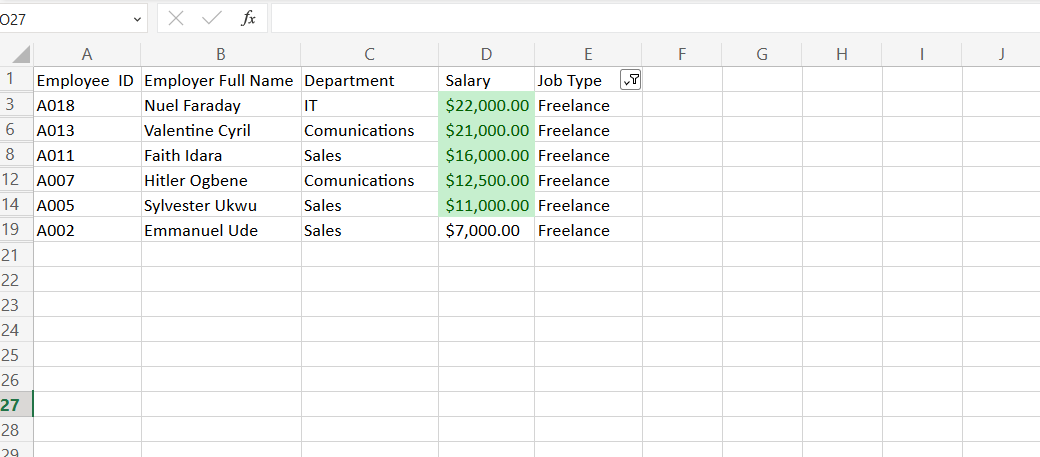 O27 fx
A B C D E F G H I J
1 Employee ID Employer Full Name Department Salary Job Type
3 A018 Nuel Faraday IT $22,000.00 Freelance
6 A013 Valentine Cyril Comunications $21,000.00 Freelance
8 A011 Faith Idara Sales $16,000.00 Freelance
12 A007 Hitler Ogbene Comunications $12,500.00 Freelance
14 A005 Sylvester Ukwu Sales $11,000.00 Freelance
19 A002 Emmanuel Ude Sales $7,000.00 Freelance
21
22
23
24
25
26
27
28
29